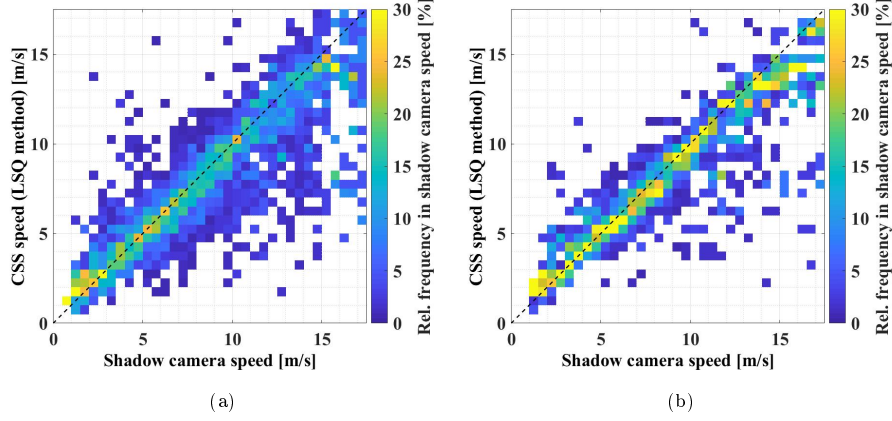 CSS speed (LSQ method) [m/s]
15
10
5
0
0 5 10 15
Shadow camera speed [m/s]
30
25
20
15
10
5
0
Rel. frequency in shadow camera speed [%]
(a)
CSS speed (LSQ method) [m/s]
15
10
5
0
0 5 10 15
Shadow camera speed [m/s]
30
25
20
15
10
5
0
Rel. frequency in shadow camera speed [%]
(b)